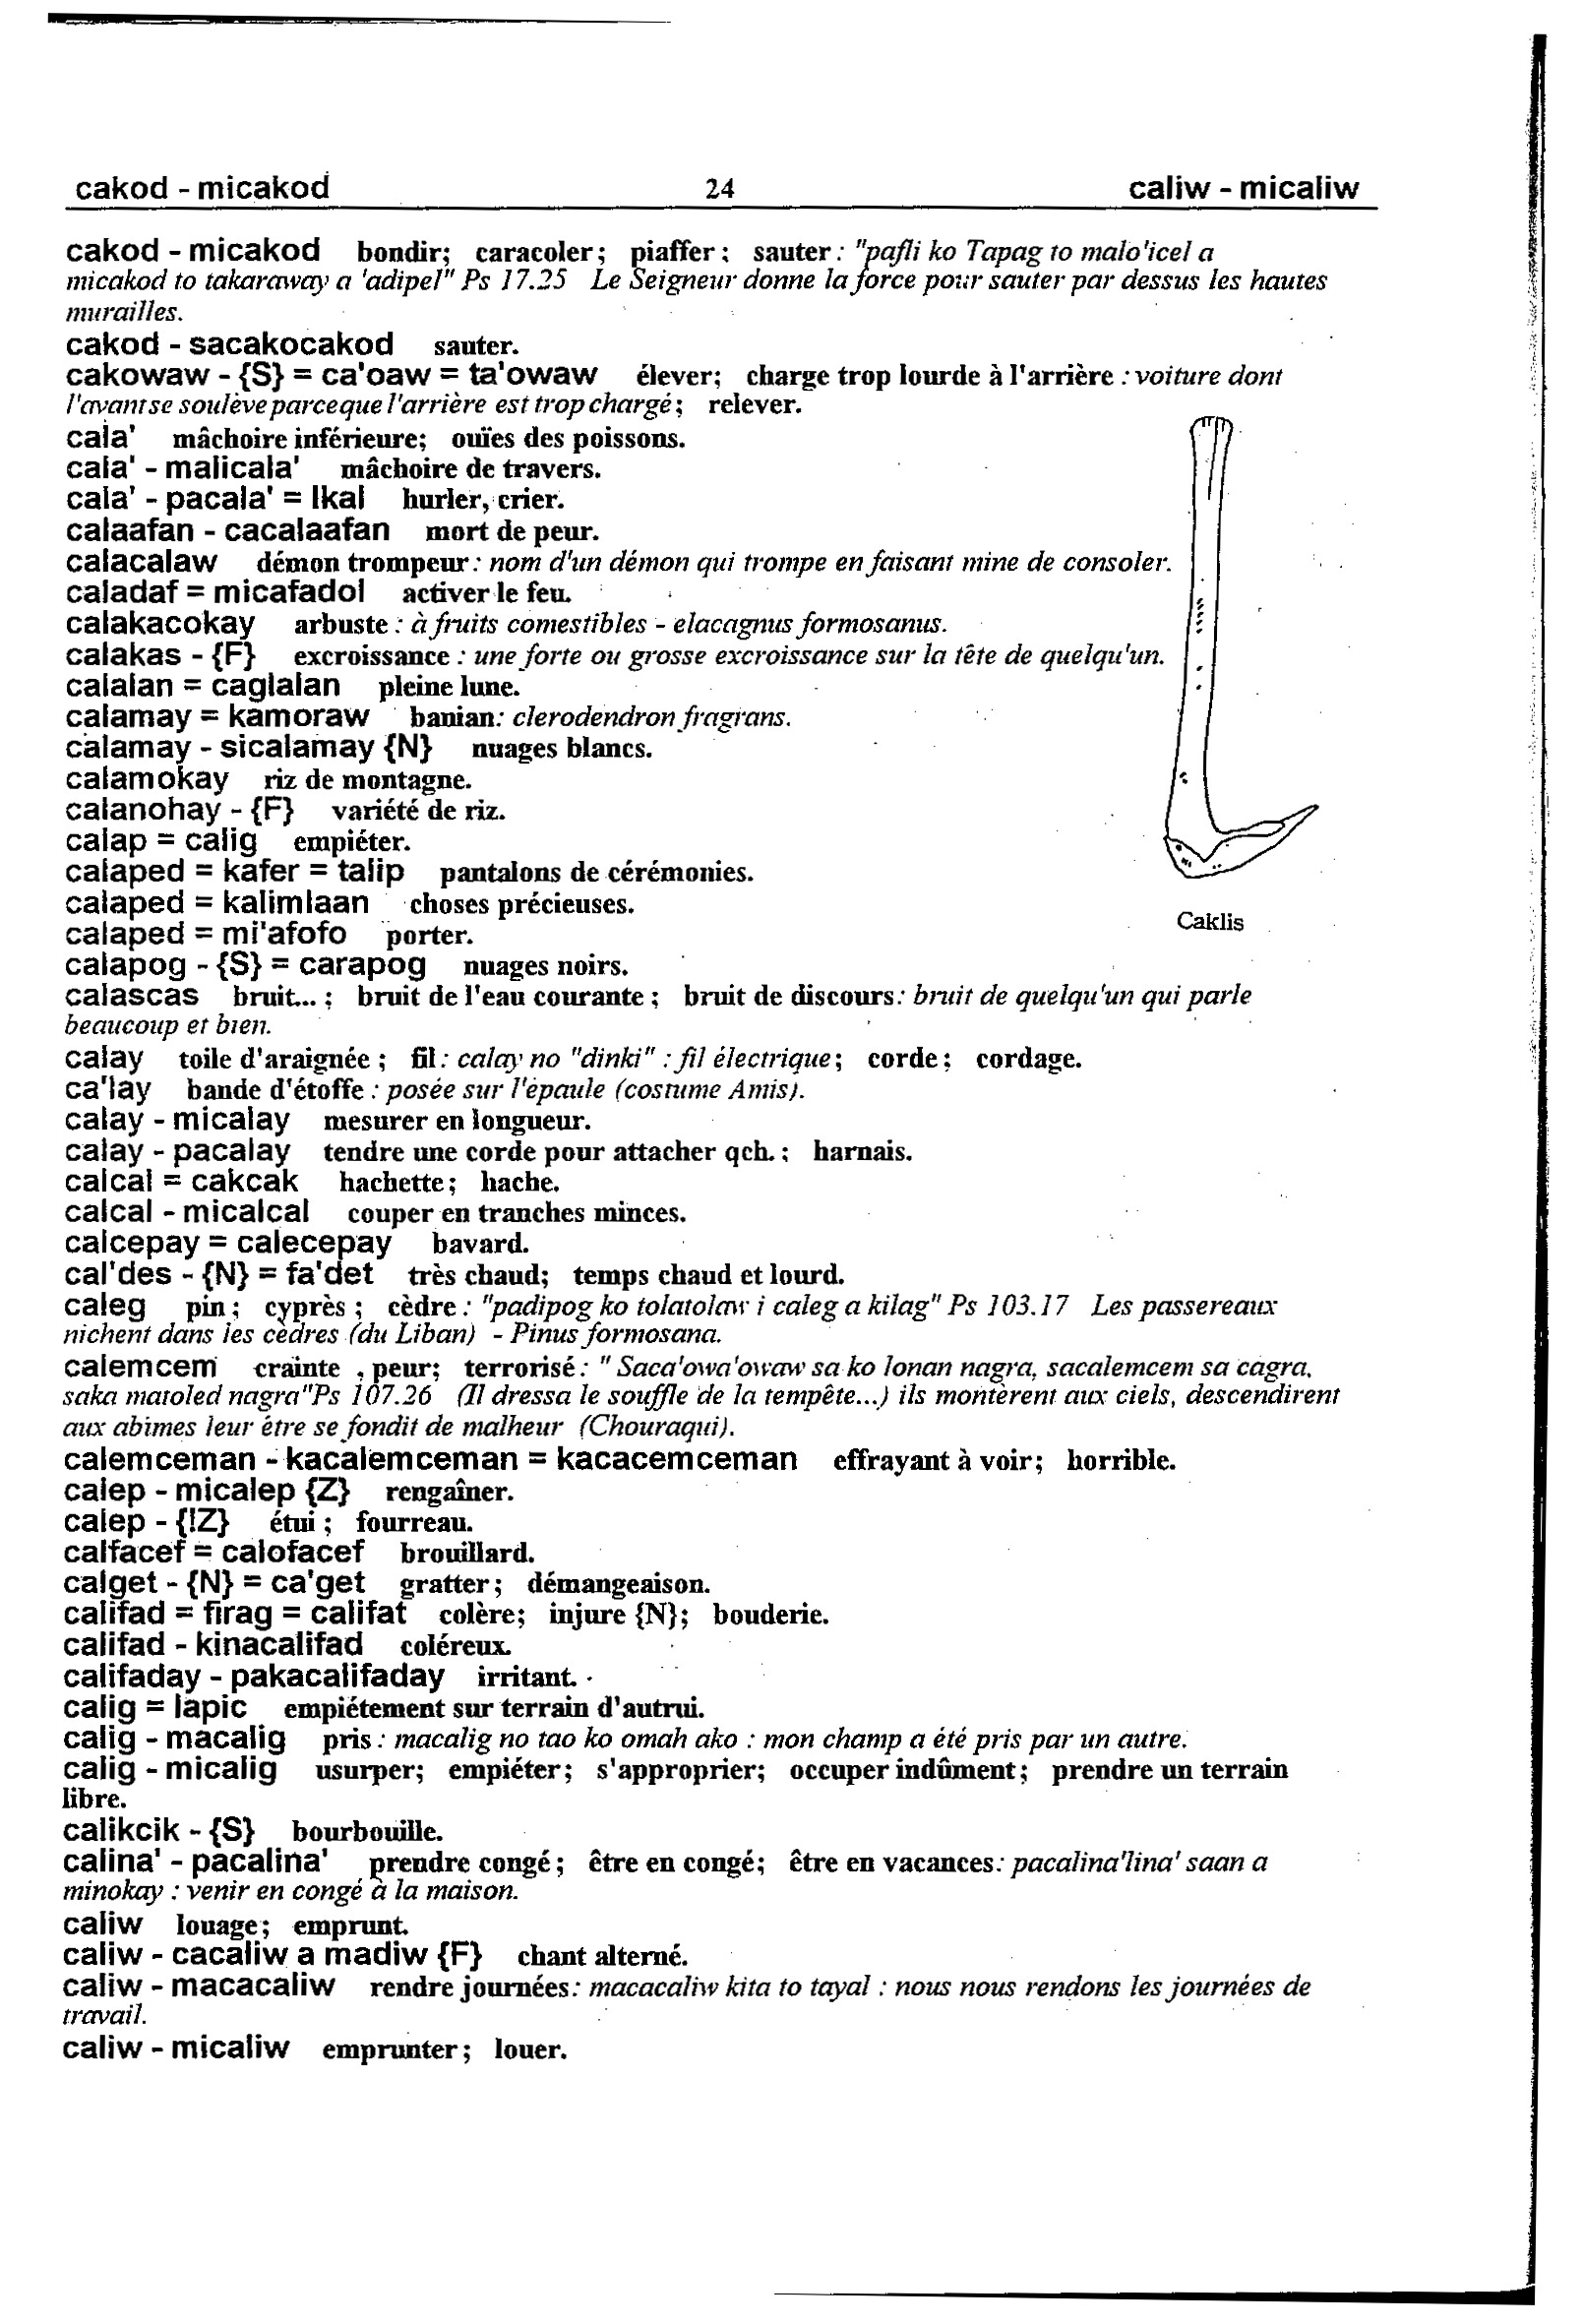 cakod - micakod 24 caliw - micaliw
cakod - micakod bondir; caracoler; piaffer; sauter : "pafli ko Tapag to malo'icel a
micakod to takaraway a 'adipel" Ps 17.25 Le Seigneur donne la force pour sauter par dessus les hautes
murailles.
cakod - sacakocakod sauter.
cakowaw - {S} = ca'oaw = ta'owaw élever; charge trop lourde à l'arrière : voiture dont
l'avant se soulève parce que l'arrière est trop chargé; relever.
cala' mâchoire inférieure; ouïes des poissons.
cala' - malicala' mâchoire de travers.
cala' - pacala' = lkal hurler, crier.
calaafan - cacalaafan mort de peur.
calacalaw démon trompeur : nom d'un démon qui trompe en faisant mine de consoler.
caladaf = micafadol activer le feu.
calakacokay arbuste : à fruits comestibles - elacagnus formosanus.
calakas - {F} excroissance : une forte ou grosse excroissance sur la tête de quelqu'un.
calalan = caglalan pleine lune.
calamay = kamoraw banian: clerodendron fragrans.
calamay - sicalamay {N} nuages blancs.
calamokay riz de montagne.
calanohay - {F} variété de riz.
calap = calig empiéter.
calaped = kafer = talip pantalons de cérémonies.
calaped = kalimlaan choses précieuses.
Caklis
calaped = mi'afofo porter.
calapog - {S} = carapog nuages noirs.
calascas bruit... ; bruit de l'eau courante ; bruit de discours : bruit de quelqu'un qui parle
beaucoup et bien.
calay toile d'araignée ; fil : calay no "dinki" : fil électrique; corde; cordage.
ca'lay bande d'étoffe : posée sur l'épaule (costume Amis).
calay - micalay mesurer en longueur.
calay - pacalay tendre une corde pour attacher qch. ; harnais.
calcal = cakcak hachette; hache.
calcal - micalcal couper en tranches minces.
calcepay = calecepay bavard.
cal'des - {N} = fa'det très chaud; temps chaud et lourd.
caleg pin ; cyprès ; cèdre : "padipog ko tolatolaw i caleg a kilag" Ps 103.17 Les passereaux
nichent dans les cèdres (du Liban) - Pinus formosana.
calemcem crainte , peur; terrorisé : " Saca'owa'owaw sa ko lonan nagra, sacalemcem sa cagra,
saka matoled nagra"Ps 107.26 (Il dressa le souffle de la tempête...) ils montèrent aux ciels, descendirent
aux abimes leur être se fondit de malheur (Chouraqui).
calemceman - kacalemceman = kacacemceman effrayant à voir; horrible.
calep - micalep {Z} rengaîner.
calep - {!Z} étui ; fourreau.
calfacef = calofacef brouillard.
calget - {N} = ca'get gratter; démangeaison.
califad = firag = califat colère; injure {N}; bouderie.
califad - kinacalifad coléreux.
califaday - pakacalifaday irritant.
calig = lapic empiétement sur terrain d'autrui.
calig - macalig pris : macalig no tao ko omah ako : mon champ a été pris par un autre.
calig - micalig usurper; empiéter; s'approprier; occuper indûment; prendre un terrain
libre.
calikcik - {S} bourbouille.
calina' - pacalina' prendre congé ; être en congé; être en vacances : pacalina'lina' saan a
minokay : venir en congé à la maison.
caliw louage; emprunt.
caliw - cacaliw a madiw {F} chant alterné.
caliw - macacaliw rendre journées : macacaliw kita to tayal : nous nous rendons les journées de
travail.
caliw - micaliw emprunter; louer.